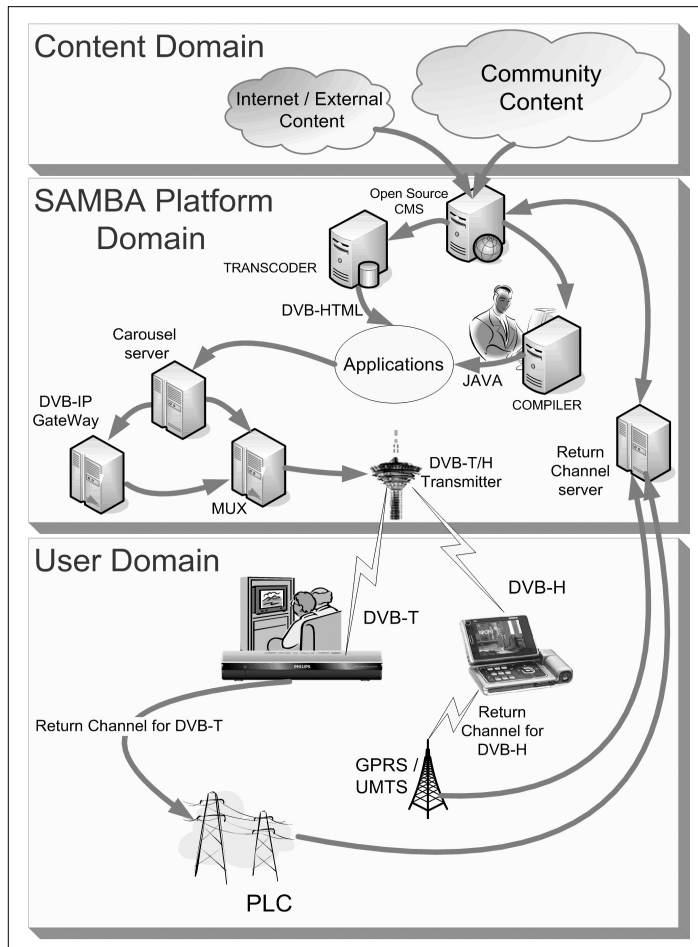 Content Domain
Internet / External
Content
Community
Content
SAMBA Platform
Domain
Open Source
CMS
TRANSCODER
DVB-HTML
Carousel
server
Applications
JAVA
COMPILER
DVB-IP
GateWay
MUX
DVB-T/H
Transmitter
Return
Channel
server
User Domain
DVB-T
DVB-H
PHILIPS
Return Channel for DVB-T
Return
Channel for
DVB-H
GPRS /
UMTS
PLC